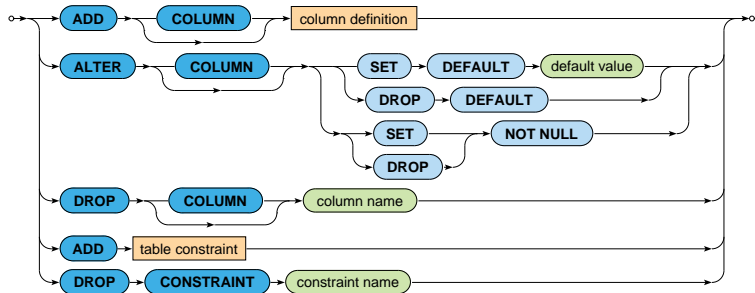 ADD COLUMN column definition
ALTER COLUMN SET DEFAULT default value
DROP DEFAULT
SET NOT NULL
DROP
DROP COLUMN column name
ADD table constraint
DROP CONSTRAINT constraint name